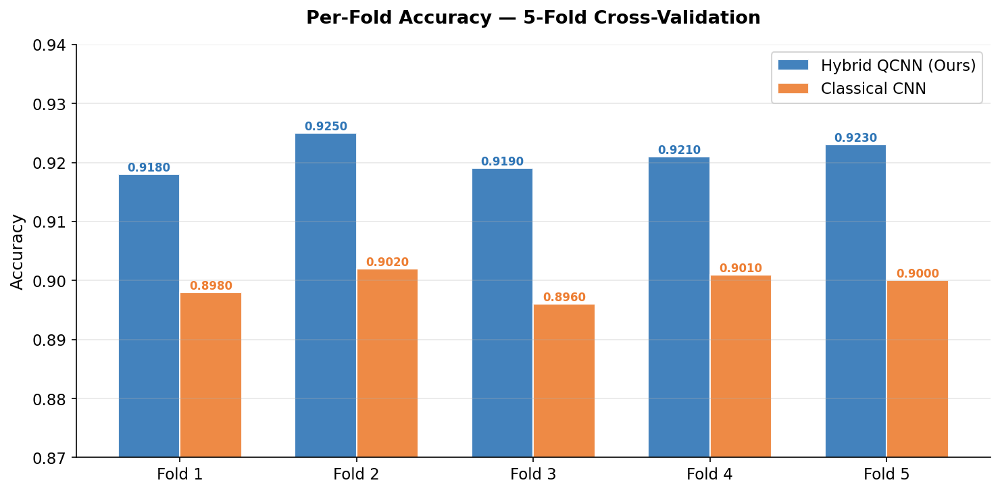 Per-Fold Accuracy — 5-Fold Cross-Validation
Hybrid QCNN (Ours)
Classical CNN
Accuracy
0.94
0.93
0.92
0.91
0.90
0.89
0.88
0.87
0.9180
0.8980
0.9250
0.9020
0.9190
0.8960
0.9210
0.9010
0.9230
0.9000
Fold 1
Fold 2
Fold 3
Fold 4
Fold 5